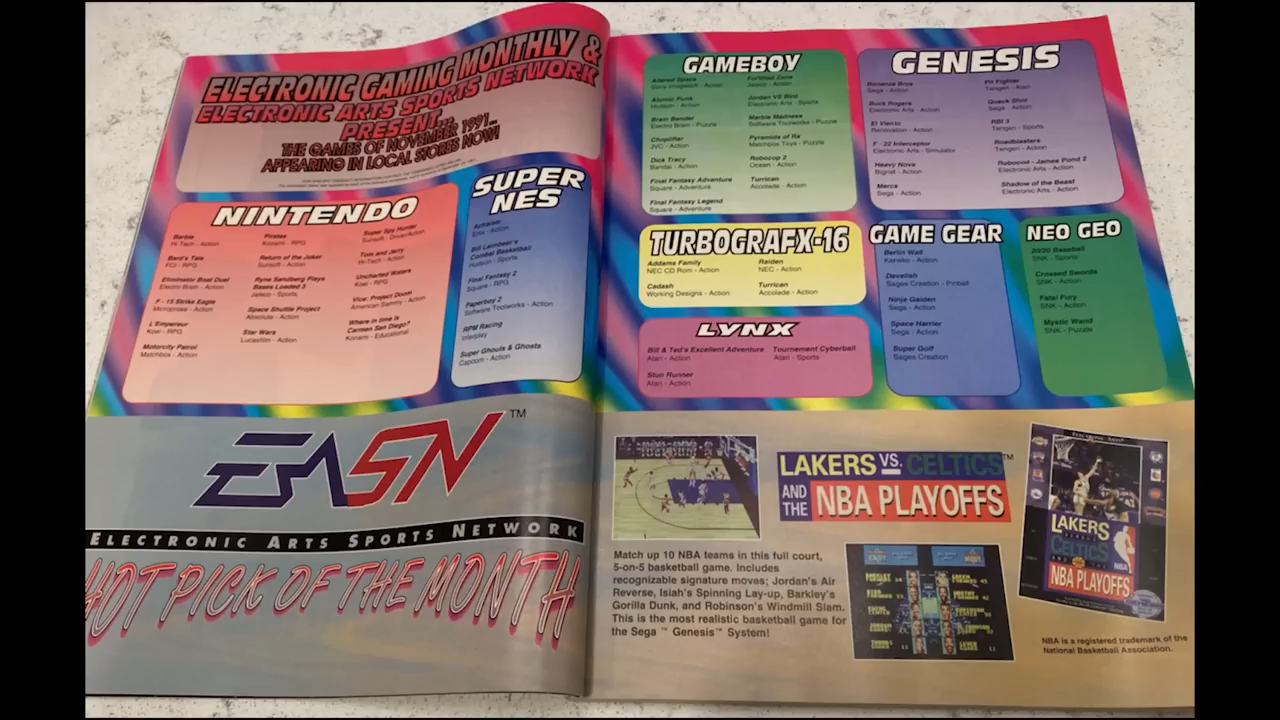 ELECTRONIC GAMING MONTHLY &
ELECTRONIC ARTS SPORTS NETWORK
PRESENT...
THE GAMES OF NOVEMBER 1991...
APPEARING IN LOCAL STORES NOW!
NINTENDO
Barbie
Hi Tech - Action
Bard's Tale
FCI - RPG
Eliminator Boat Duel
Electro Brain - Action
F - 15 Strike Eagle
Microprose - Action
L'Empereur
Koei - RPG
Motorcity Patrol
Matchbox - Action
Pirates
Konami - RPG
Return of the Joker
Sunsoft - Action
Ryne Sandberg Plays
Bases Loaded 3
Jaleco - Sports
Space Shuttle Project
Absolute - Action
Star Wars
Lucasfilm - Action
Super Spy Hunter
Sunsoft - Driver/Action
Tom and Jerry
Hi-Tech - Action
Uncharted Waters
Koei - RPG
Vice: Project Doom
American Sammy - Action
Where in time is
Carmen San Diego?
Konami - Educational
SUPER
NES
Actraiser
Enix - Action
Bill Laimbeer's
Combat Basketball
Hudson - Sports
Final Fantasy 2
Square - RPG
Paperboy 2
Software Toolworks - Action
RPM Racing
Interplay
Super Ghouls & Ghosts
Capcom - Action
EASN™
ELECTRONIC ARTS SPORTS NETWORK
HOT PICK OF THE MONTH
GAMEBOY
Altered Space
Sony Imagesoft - Action
Atomic Punk
Hudson - Action
Brain Bender
Electro Brain - Puzzle
Choplifter
JVC - Action
Dick Tracy
Bandai - Action
Final Fantasy Adventure
Square - Adventure
Final Fantasy Legend
Square - Adventure
Fortified Zone
Jaleco - Action
Jordan VS Bird
Electronic Arts - Sports
Marble Madness
Software Toolworks - Puzzle
Pyramids of Ra
Matchbox Toys - Puzzle
Robocop 2
Ocean - Action
Turrican
Accolade - Action
GENESIS
Bonanza Bros
Sega - Action
Buck Rogers
Electronic Arts - Action
El Viento
Renovation - Action
F - 22 Interceptor
Electronic Arts - Simulator
Heavy Nova
Bignet - Action
Mercs
Sega - Action
Pit Fighter
Tengen - Atari
Quack Shot
Sega - Action
RBI 3
Tengen - Sports
Roadblasters
Tengen - Action
Robocod - James Pond 2
Electronic Arts - Action
Shadow of the Beast
Electronic Arts - Action
TURBOGRAFX-16
Addams Family
NEC CD Rom - Action
Cadash
Working Designs - Action
Raiden
NEC - Action
Turrican
Accolade - Action
LYNX
Bill & Ted's Excellent Adventure
Atari - Action
Stun Runner
Atari - Action
Tournement Cyberball
Atari - Sports
GAME GEAR
Berlin Wall
Kaneko - Action
Develish
Sages Creation - Pinball
Ninja Gaiden
Sega - Action
Space Harrier
Sega - Action
Super Golf
Sages Creation
NEO GEO
20/20 Baseball
SNK - Sports
Crossed Swords
SNK - Action
Fatal Fury
SNK - Action
Mystic Wand
SNK - Puzzle
LAKERS VS. CELTICS™
AND THE NBA PLAYOFFS
Match up 10 NBA teams in this full court,
5-on-5 basketball game. Includes
recognizable signature moves; Jordan's Air
Reverse, Isiah's Spinning Lay-up, Barkley's
Gorilla Dunk, and Robinson's Windmill Slam.
This is the most realistic basketball game for
the Sega™ Genesis™ System!
ELECTRONIC ARTS
LAKERS
CELTICS
NBA PLAYOFFS
NBA
NBA is a registered trademark of the
National Basketball Association.